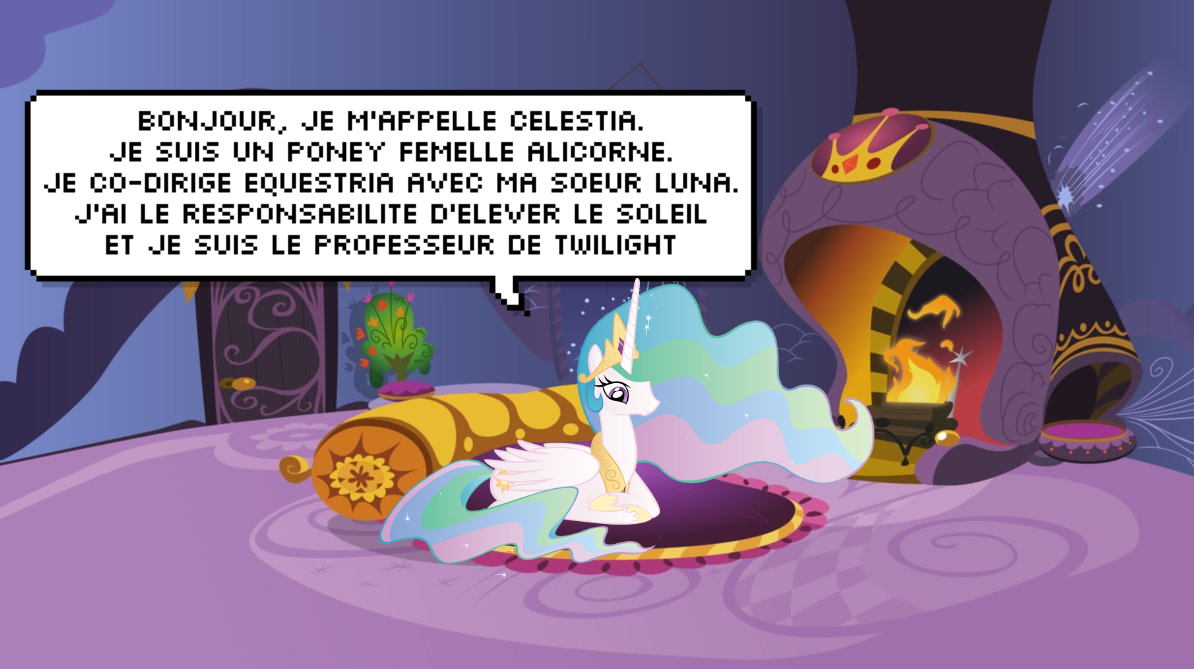 BONJOUR, JE M'APPELLE CELESTIA.
JE SUIS UN PONEY FEMELLE ALICORNE.
JE CO-DIRIGE EQUESTRIA AVEC MA SOEUR LUNA.
J'AI LE RESPONSABILITE D'ELEVER LE SOLEIL
ET JE SUIS LE PROFESSEUR DE TWILIGHT